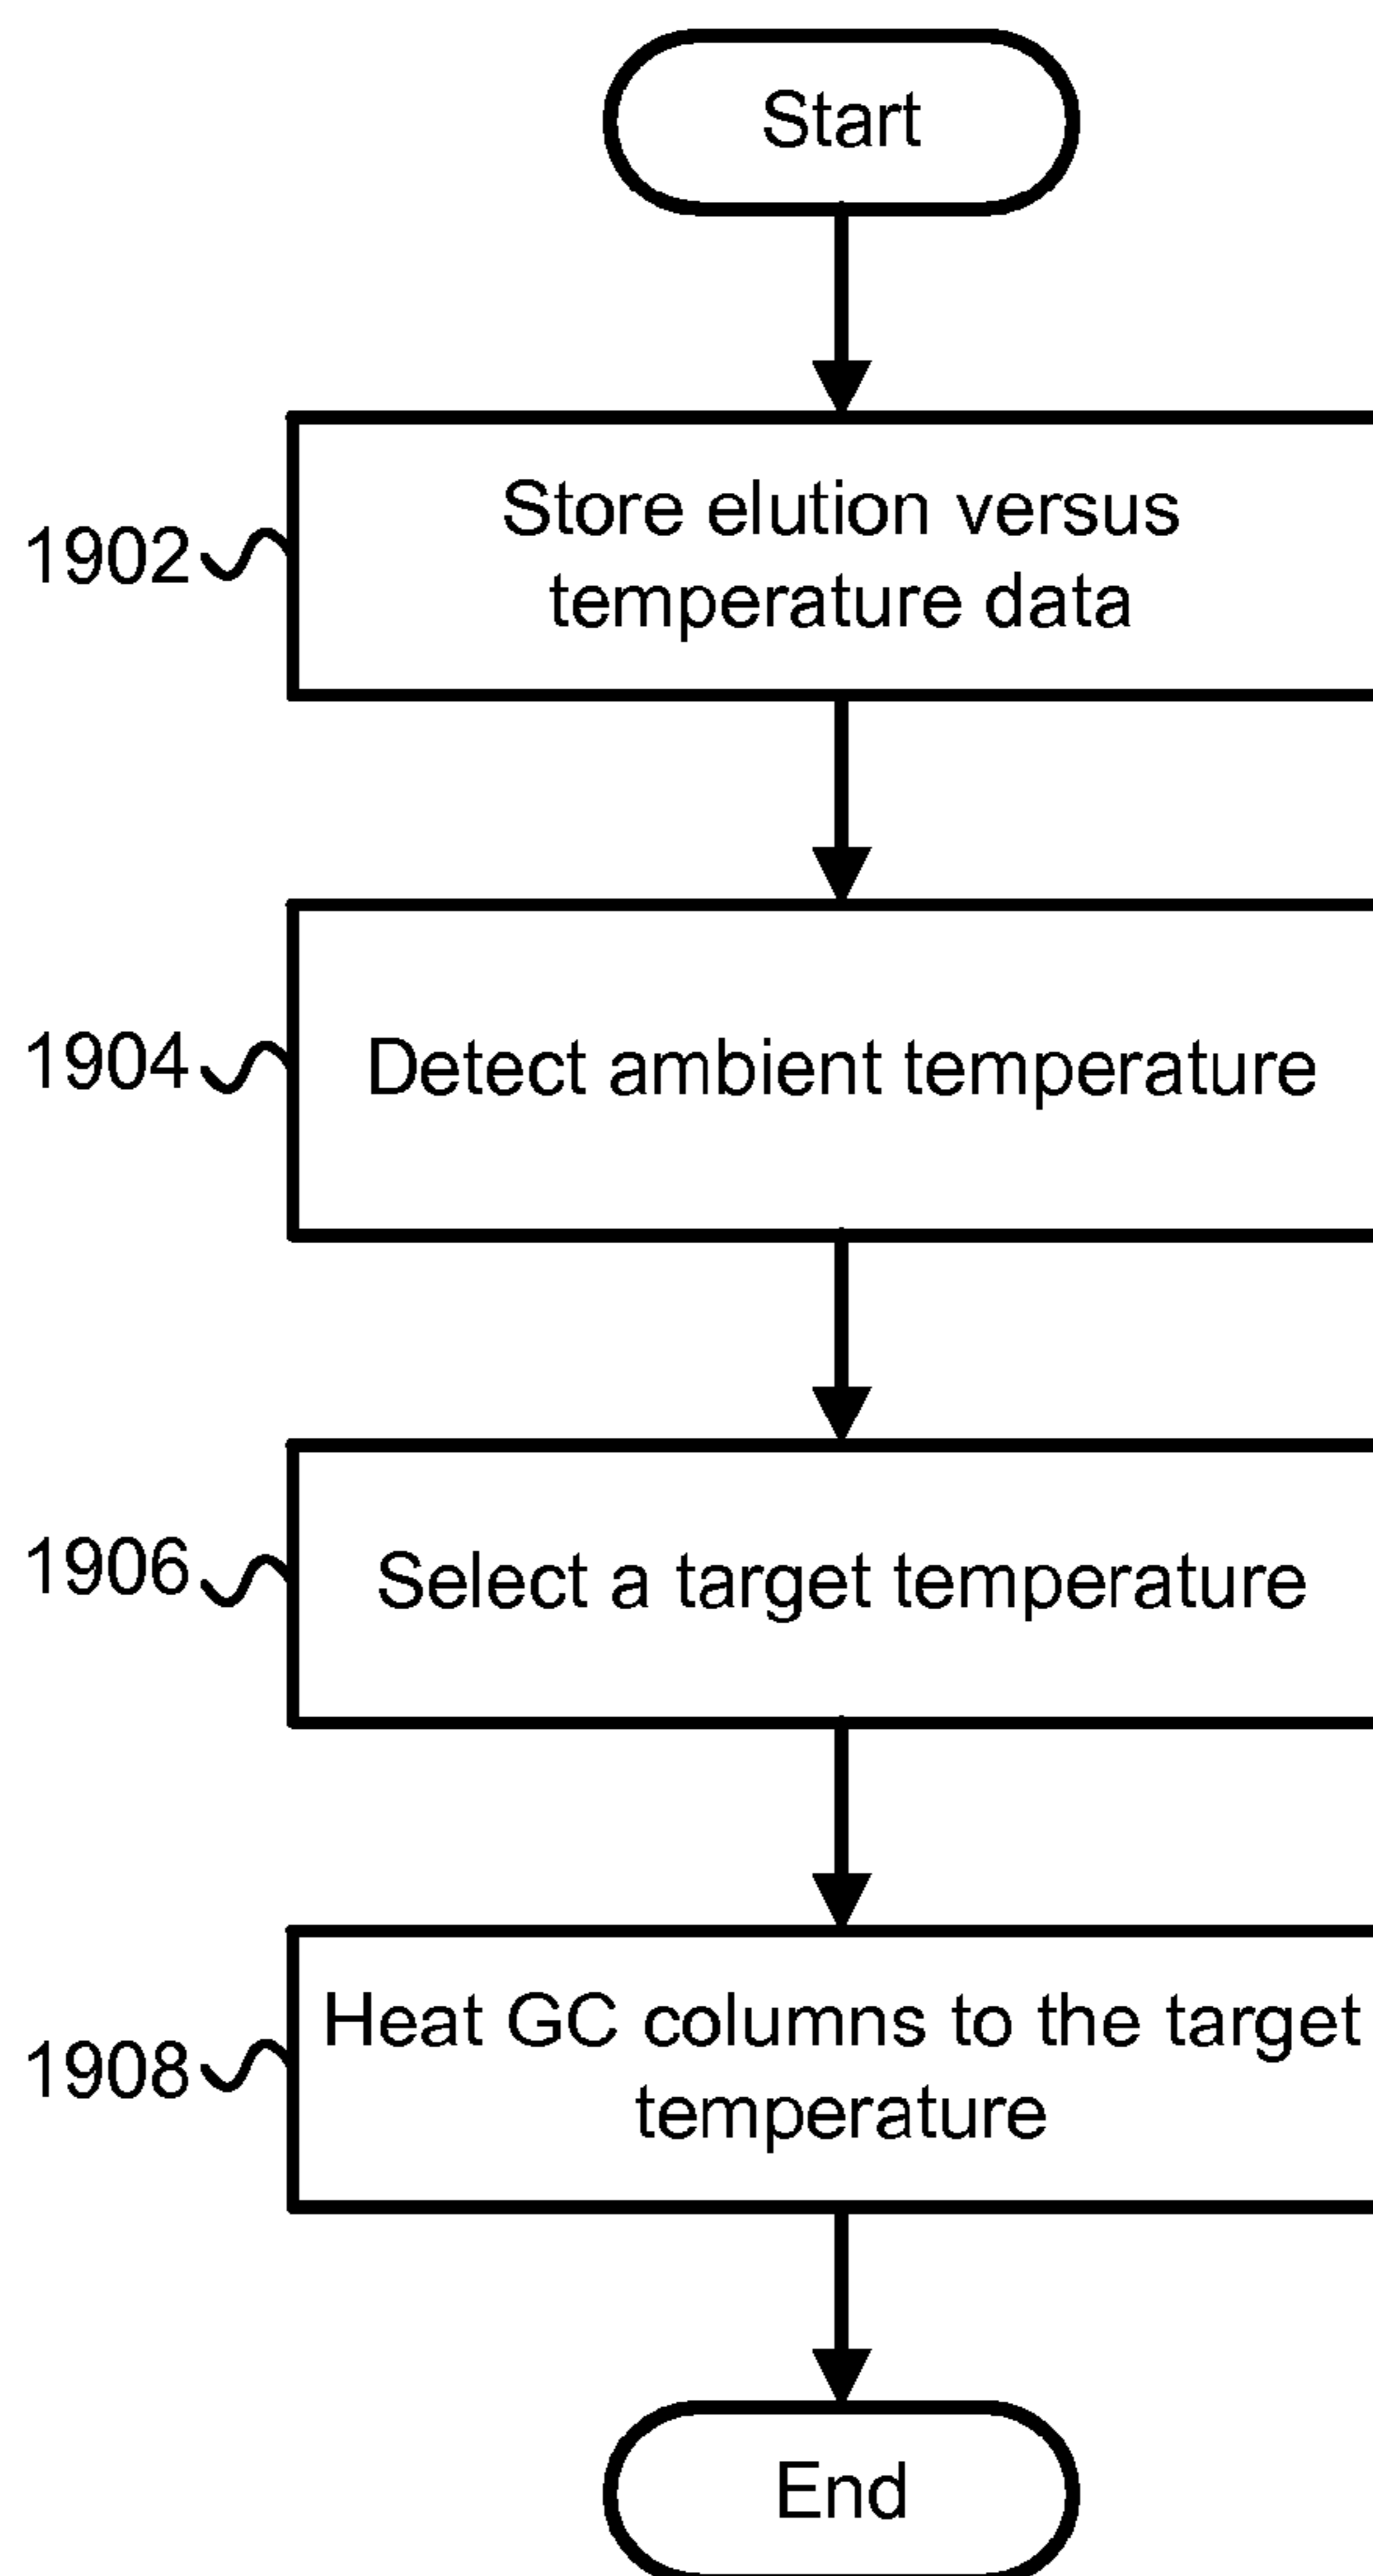 Start
1902
Store elution versus
temperature data
1904
Detect ambient temperature
1906
Select a target temperature
1908
Heat GC columns to the target
temperature
End